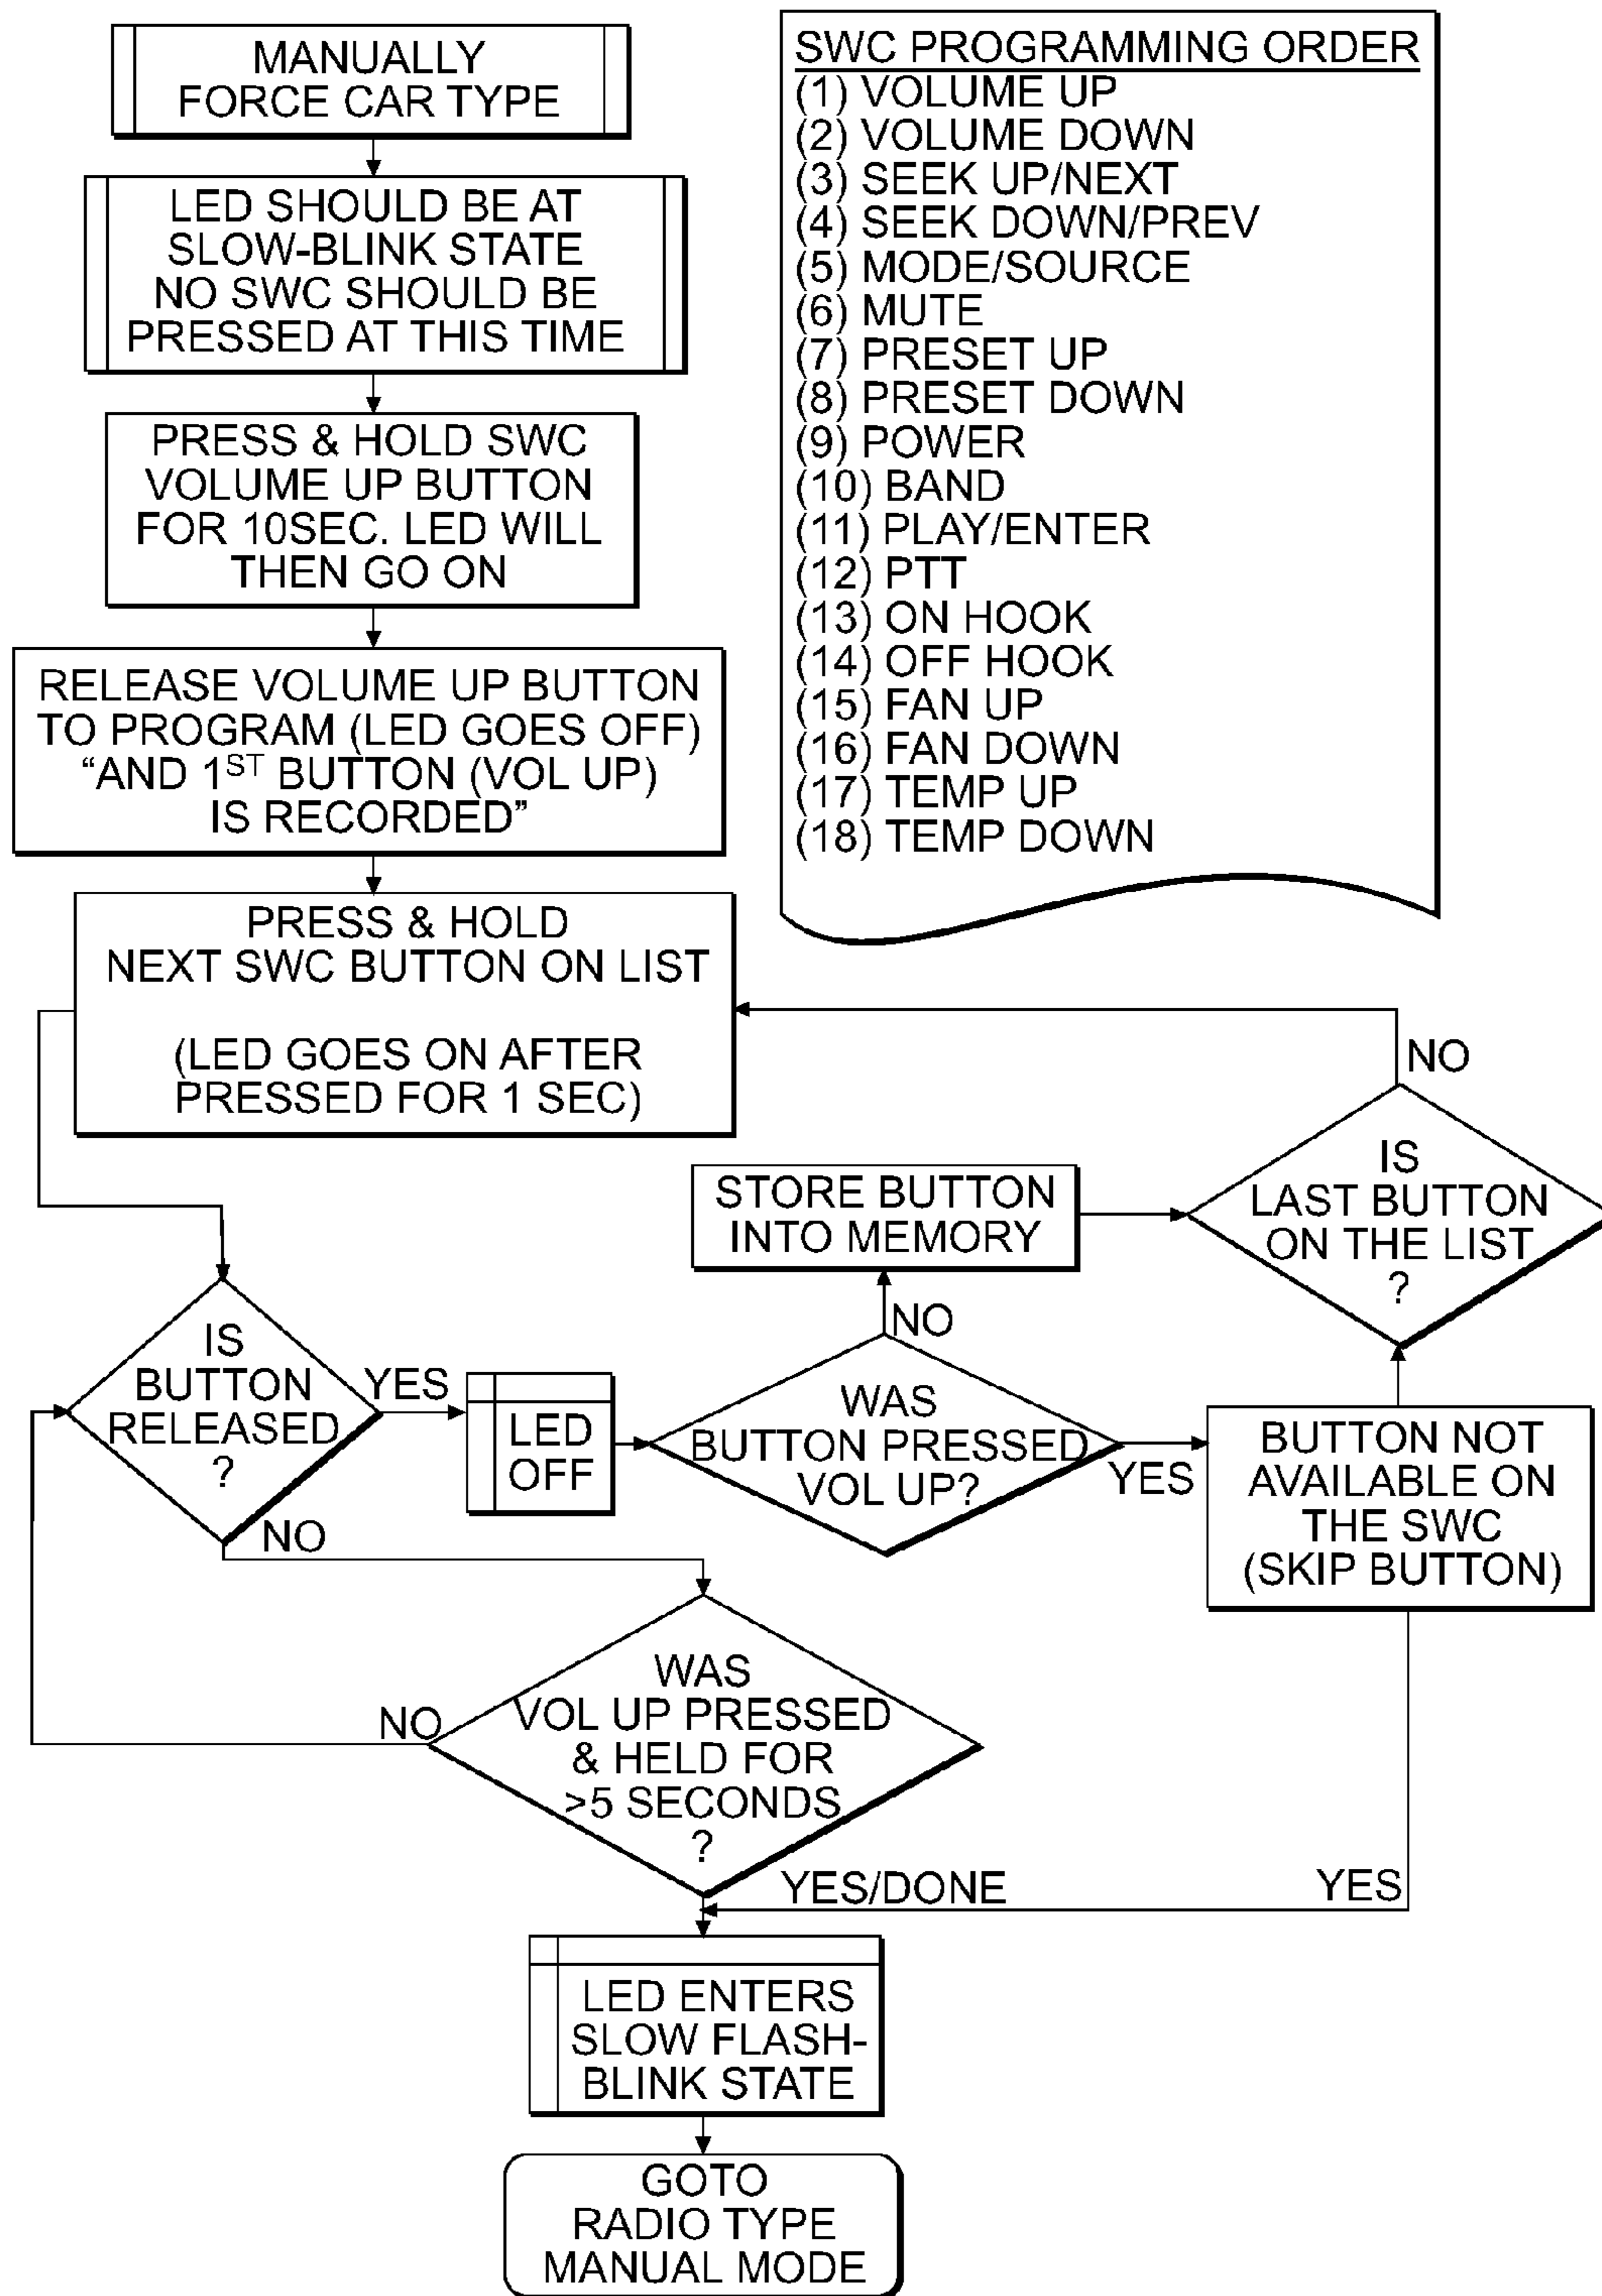 MANUALLY
FORCE CAR TYPE
LED SHOULD BE AT
SLOW-BLINK STATE
NO SWC SHOULD BE
PRESSED AT THIS TIME
PRESS & HOLD SWC
VOLUME UP BUTTON
FOR 10SEC. LED WILL
THEN GO ON
RELEASE VOLUME UP BUTTON
TO PROGRAM (LED GOES OFF)
“AND 1ST BUTTON (VOL UP)
IS RECORDED”
PRESS & HOLD
NEXT SWC BUTTON ON LIST
(LED GOES ON AFTER
PRESSED FOR 1 SEC)
SWC PROGRAMMING ORDER
(1) VOLUME UP
(2) VOLUME DOWN
(3) SEEK UP/NEXT
(4) SEEK DOWN/PREV
(5) MODE/SOURCE
(6) MUTE
(7) PRESET UP
(8) PRESET DOWN
(9) POWER
(10) BAND
(11) PLAY/ENTER
(12) PTT
(13) ON HOOK
(14) OFF HOOK
(15) FAN UP
(16) FAN DOWN
(17) TEMP UP
(18) TEMP DOWN
NO
IS
LAST BUTTON
ON THE LIST
?
STORE BUTTON
INTO MEMORY
NO
IS
BUTTON
RELEASED
?
YES
LED
OFF
WAS
BUTTON PRESSED
VOL UP?
YES
BUTTON NOT
AVAILABLE ON
THE SWC
(SKIP BUTTON)
NO
WAS
VOL UP PRESSED
& HELD FOR
>5 SECONDS
?
NO
YES/DONE
YES
LED ENTERS
SLOW FLASH-
BLINK STATE
GOTO
RADIO TYPE
MANUAL MODE